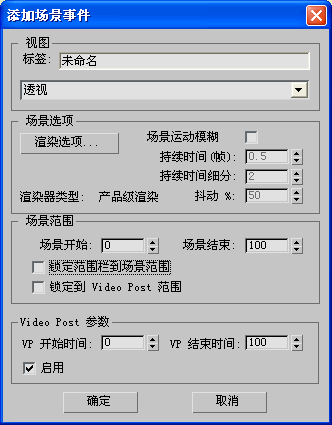 添加场景事件
视图
标签: 未命名
透视
场景选项
渲染选项... 场景运动模糊
持续时间(帧): 0.5
持续时间细分: 2
渲染器类型: 产品级渲染 抖动 %: 50
场景范围
场景开始: 0 场景结束: 100
锁定范围栏到场景范围
锁定到 Video Post 范围
Video Post 参数
VP 开始时间: 0 VP 结束时间: 100
启用
确定 取消